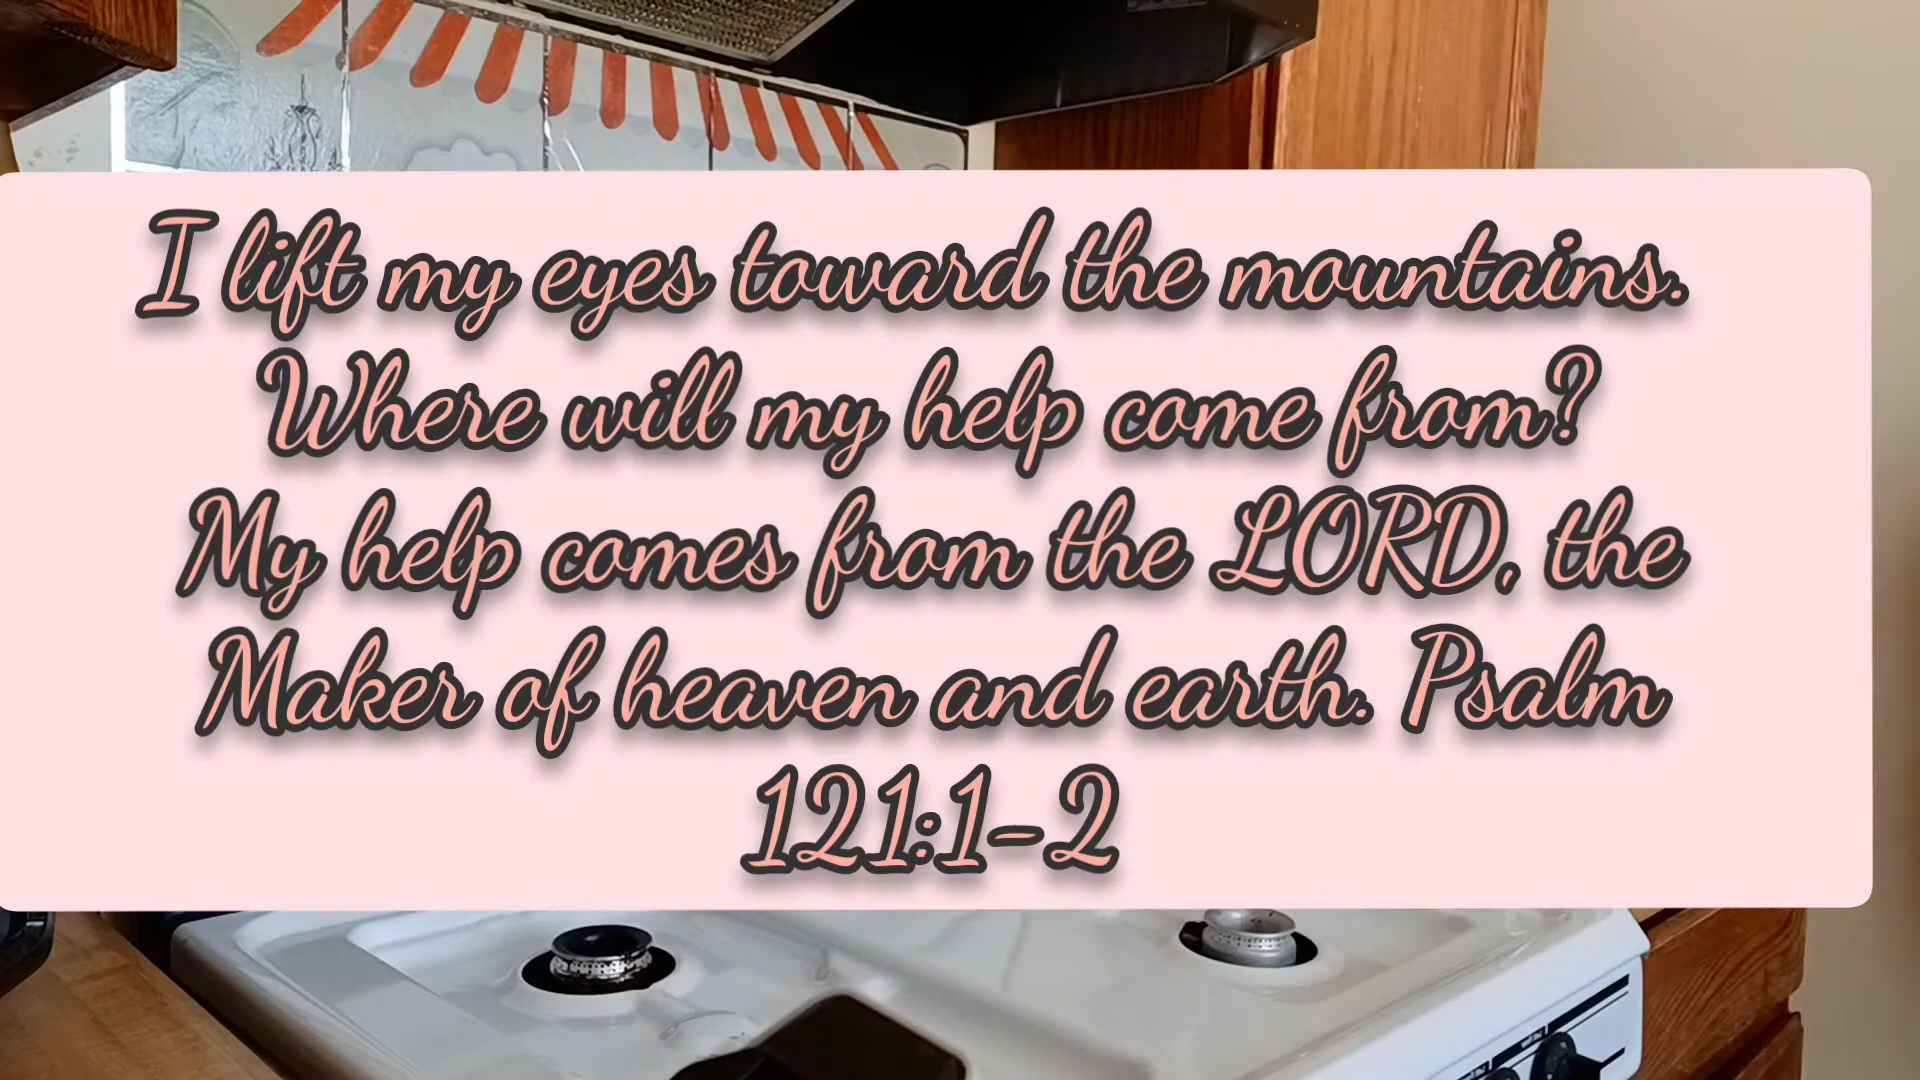 I lift my eyes toward the mountains.
Where will my help come from?
My help comes from the LORD, the
Maker of heaven and earth. Psalm
121:1-2